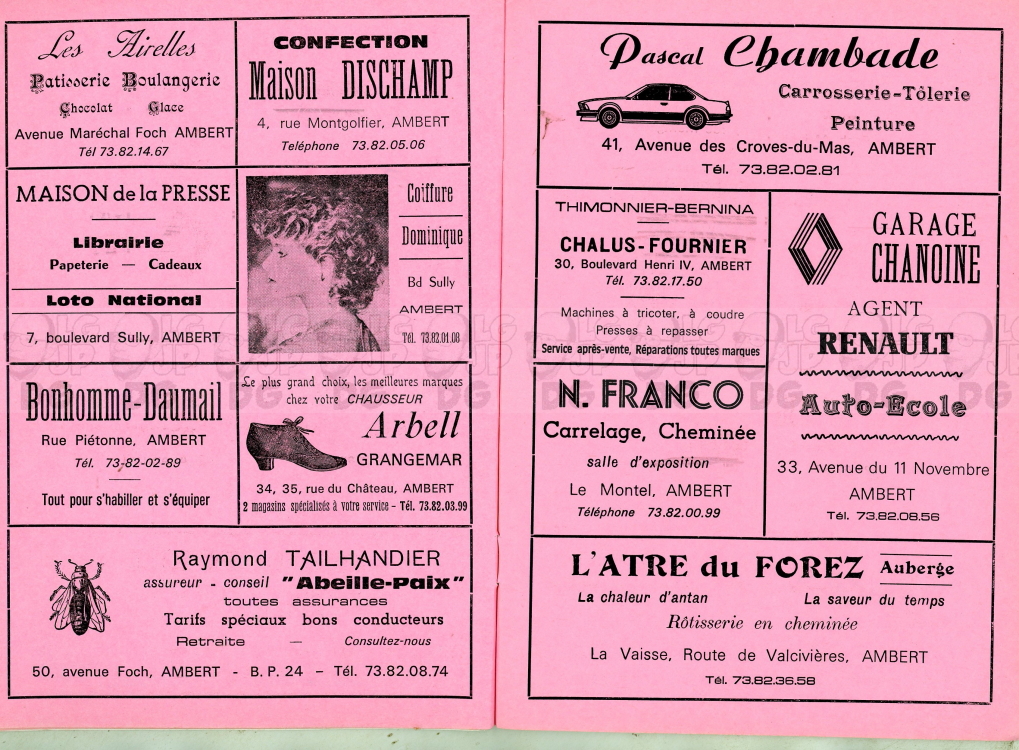 Les Airelles
Patisserie Boulangerie
Chocolat Glace
Avenue Maréchal Foch AMBERT
Tél 73.82.14.67
CONFECTION
Maison DISCHAMP
4, rue Montgolfier, AMBERT
Teléphone 73.82.05.06
MAISON de la PRESSE
Librairie
Papeterie — Cadeaux
Loto National
7, boulevard Sully, AMBERT
Coiffure
Dominique
Bd Sully
AMBERT
Tél. 73.82.01.08
Bonhomme-Daumail
Rue Piétonne, AMBERT
Tél. 73-82-02-89
Tout pour s'habiller et s'équiper
Le plus grand choix, les meilleures marques
chez votre CHAUSSEUR
Arbell
GRANGEMAR
34, 35, rue du Château, AMBERT
2 magasins spécialisés à votre service - Tél. 73.82.03.99
Raymond TAILHANDIER
assureur - conseil "Abeille-Paix"
toutes assurances
Tarifs spéciaux bons conducteurs
Retraite — Consultez-nous
50, avenue Foch, AMBERT - B. P. 24 – Tél. 73.82.08.74
Pascal Chambade
Carrosserie-Tôlerie
Peinture
41, Avenue des Croves-du-Mas, AMBERT
Tél. 73.82.02.81
THIMONNIER-BERNINA
CHALUS-FOURNIER
30, Boulevard Henri IV, AMBERT
Tél. 73.82.17.50
Machines à tricoter, à coudre
Presses à repasser
Service après-vente, Réparations toutes marques
GARAGE
CHANOINE
AGENT
RENAULT
Auto-Ecole
33, Avenue du 11 Novembre
AMBERT
Tél. 73.82.08.56
N. FRANCO
Carrelage, Cheminée
salle d'exposition
Le Montel, AMBERT
Téléphone 73.82.00.99
L'ATRE du FOREZ Auberge
La chaleur d'antan La saveur du temps
Rôtisserie en cheminée
La Vaisse, Route de Valcivières, AMBERT
Tél. 73.82.36.58